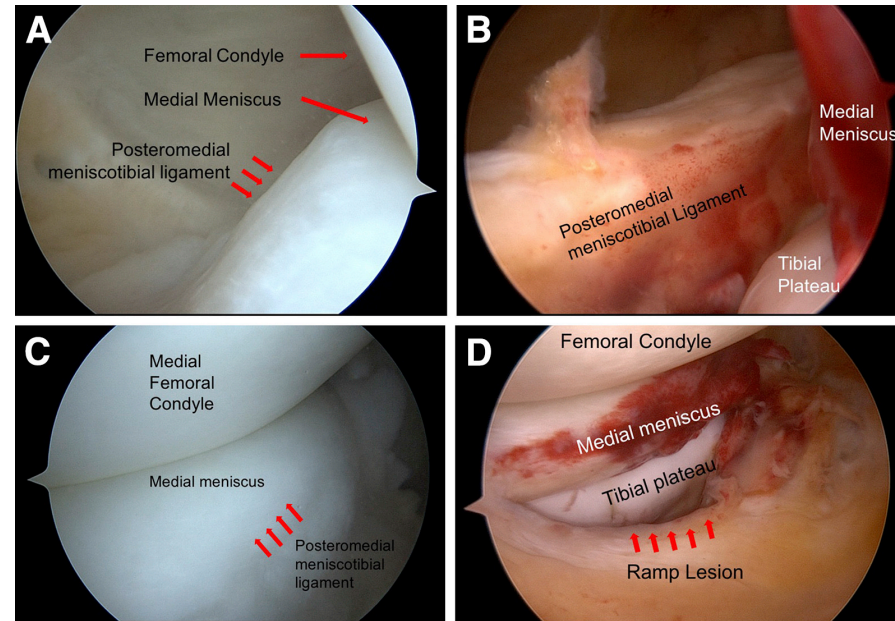 A
Femoral Condyle
Medial Meniscus
Posteromedial
meniscotibial ligament
B
Medial
Meniscus
Posteromedial
meniscotibial Ligament
Tibial
Plateau
C
Medial
Femoral
Condyle
Medial meniscus
Posteromedial
meniscotibial
ligament
D
Femoral Condyle
Medial meniscus
Tibial plateau
Ramp Lesion